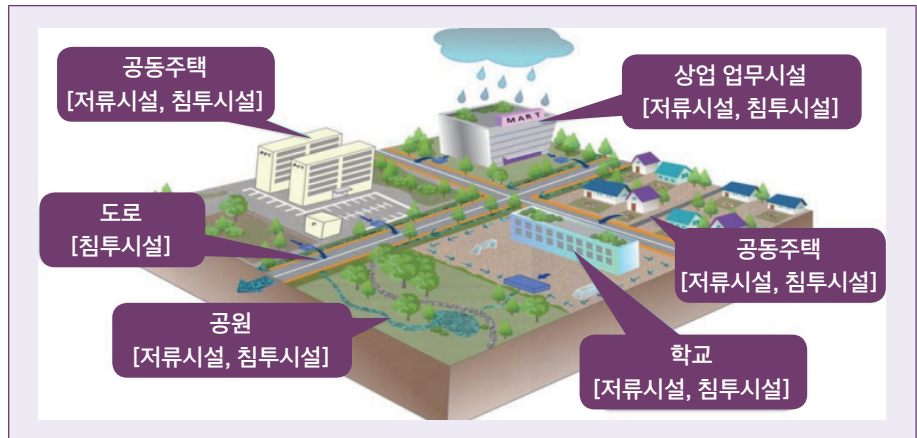 공동주택
[저류시설, 침투시설]
상업 업무시설
[저류시설, 침투시설]
MART
도로
[침투시설]
공동주택
[저류시설, 침투시설]
공원
[저류시설, 침투시설]
학교
[저류시설, 침투시설]